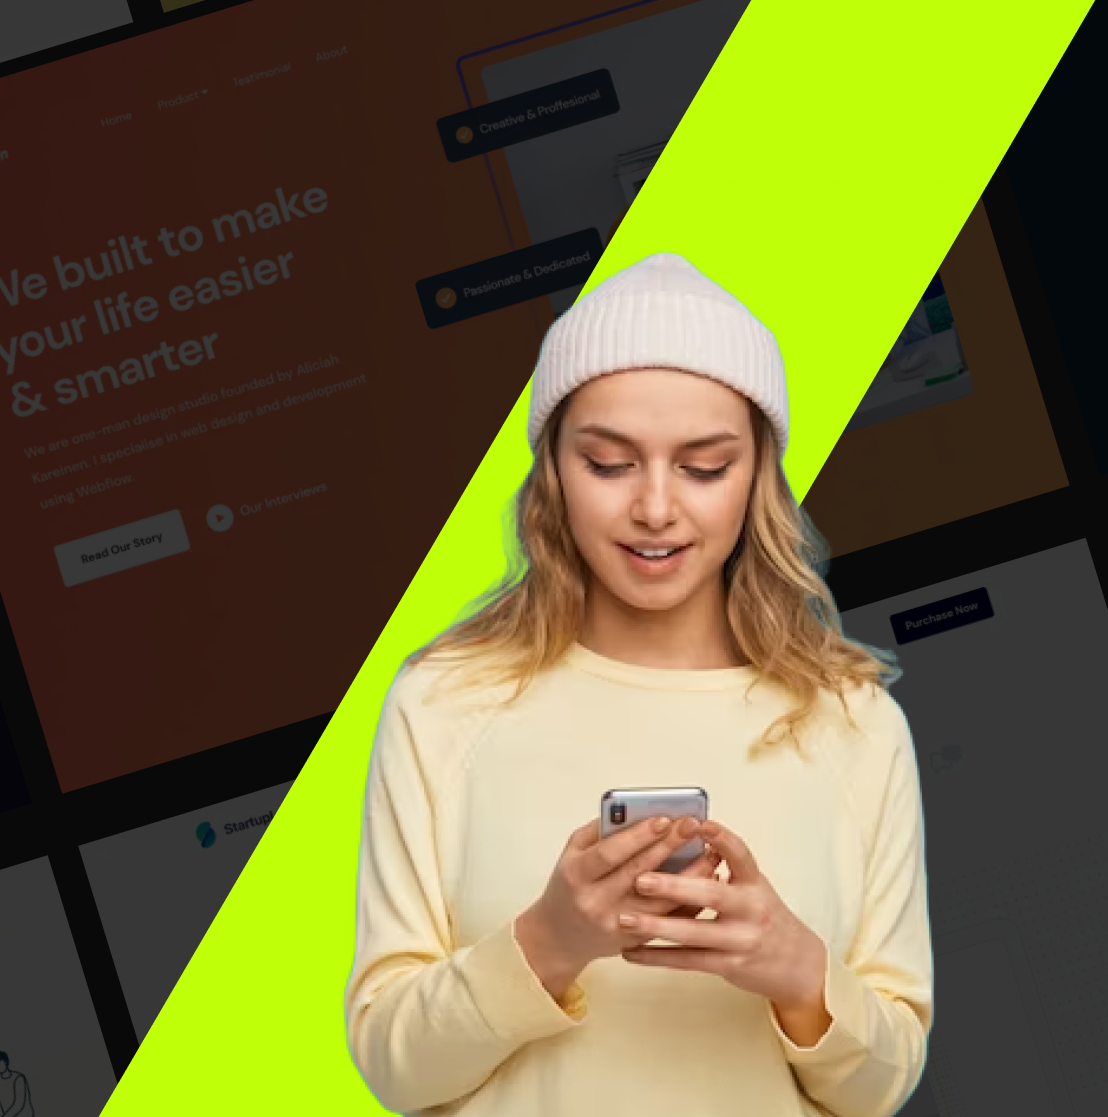 Home
Product
Testimonial
About
Creative & Proffesional
We built to make
your life easier
& smarter
Passionate & Dedicated
We are one-man design studio founded by Aliciah
Kareinen, I specialise in web design and development
using Webflow.
Read Our Story
Our Interviews
Purchase Now
Startupl